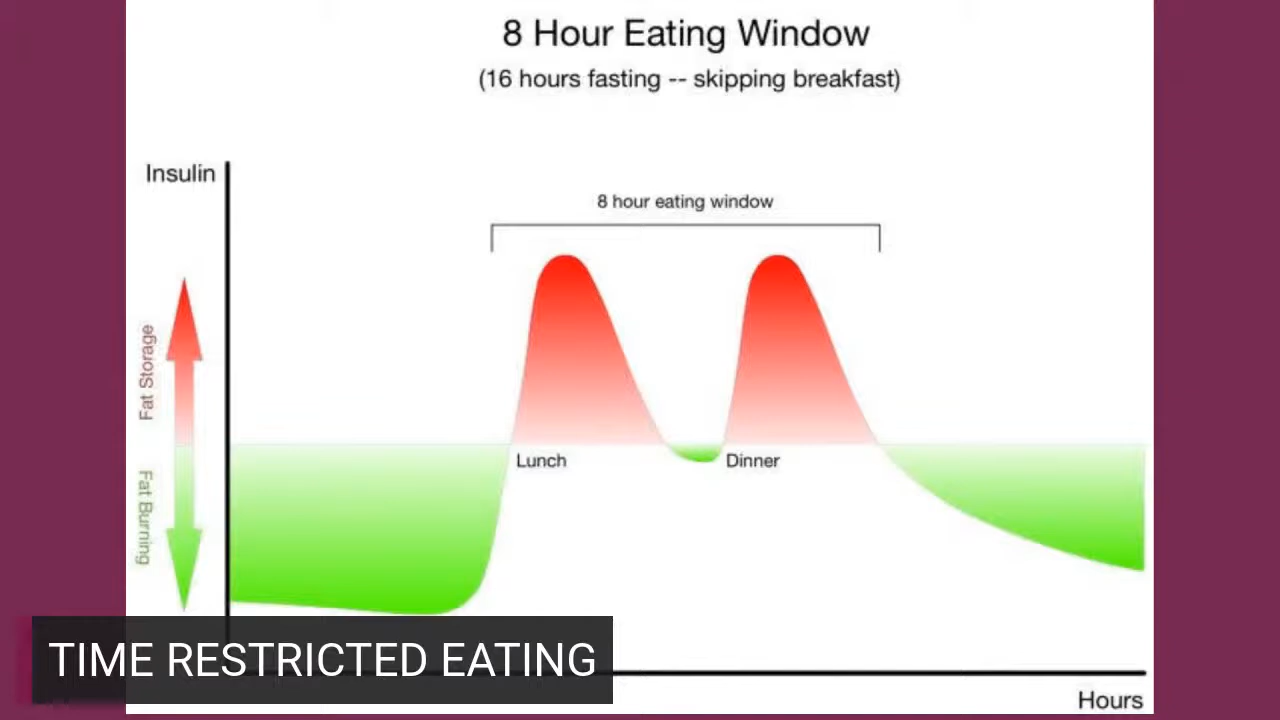 8 Hour Eating Window
(16 hours fasting -- skipping breakfast)
Insulin
8 hour eating window
Fat Storage
Fat Burning
Lunch
Dinner
Hours
TIME RESTRICTED EATING